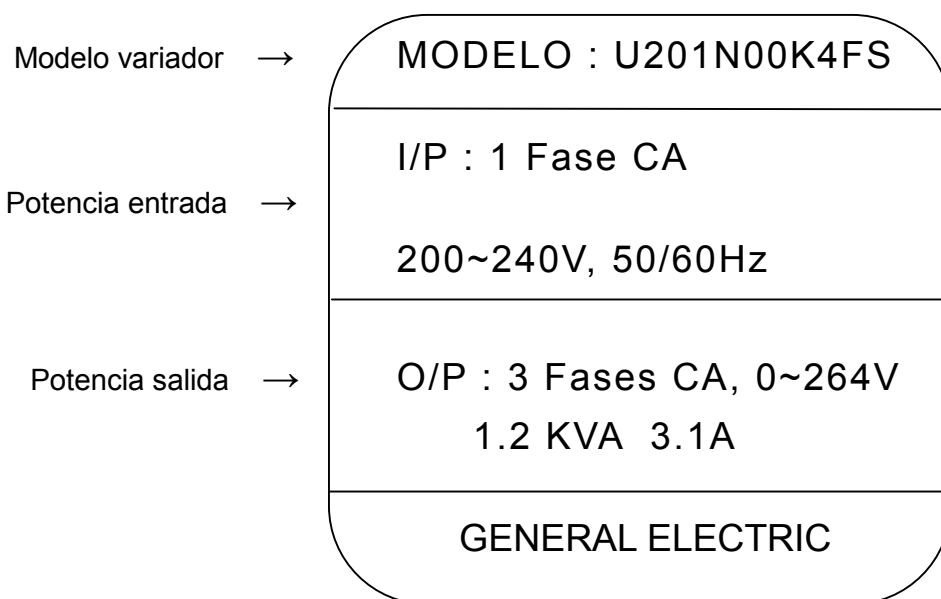 Modelo variador → MODELO : U201N00K4FS
I/P : 1 Fase CA
Potencia entrada →
200~240V, 50/60Hz
Potencia salida → O/P : 3 Fases CA, 0~264V
1.2 KVA 3.1A
GENERAL ELECTRIC